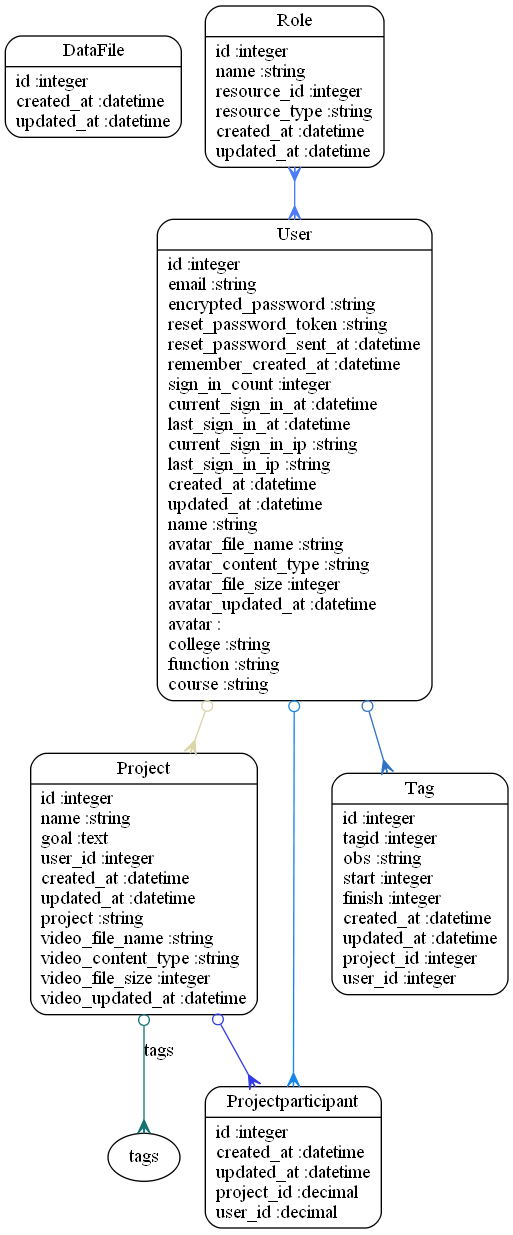 DataFile
id :integer
created_at :datetime
updated_at :datetime
Role
id :integer
name :string
resource_id :integer
resource_type :string
created_at :datetime
updated_at :datetime
User
id :integer
email :string
encrypted_password :string
reset_password_token :string
reset_password_sent_at :datetime
remember_created_at :datetime
sign_in_count :integer
current_sign_in_at :datetime
last_sign_in_at :datetime
current_sign_in_ip :string
last_sign_in_ip :string
created_at :datetime
updated_at :datetime
name :string
avatar_file_name :string
avatar_content_type :string
avatar_file_size :integer
avatar_updated_at :datetime
avatar :
college :string
function :string
course :string
Project
id :integer
name :string
goal :text
user_id :integer
created_at :datetime
updated_at :datetime
project :string
video_file_name :string
video_content_type :string
video_file_size :integer
video_updated_at :datetime
Tag
id :integer
tagid :integer
obs :string
start :integer
finish :integer
created_at :datetime
updated_at :datetime
project_id :integer
user_id :integer
tags
tags
Projectparticipant
id :integer
created_at :datetime
updated_at :datetime
project_id :decimal
user_id :decimal